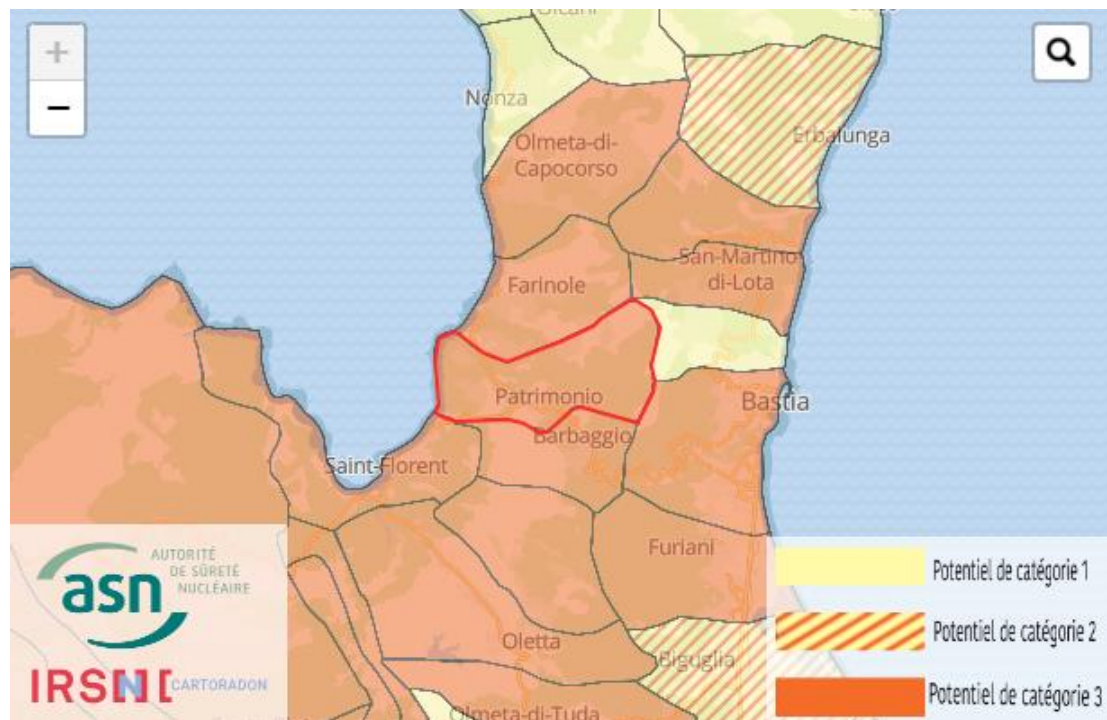 +
−
Olcani
Nonza
Olmeta-di-
Capocorso
Erbalunga
San-Martino-
di-Lota
Farinole
Patrimonio
Bastia
Barbaggio
Saint-Florent
Furiani
Oletta
Biguglia
Olmeta-di-Tuda
AUTORITÉ
DE SÛRETÉ
NUCLÉAIRE
asn
IRSN CARTORADON
Potentiel de catégorie 1
Potentiel de catégorie 2
Potentiel de catégorie 3